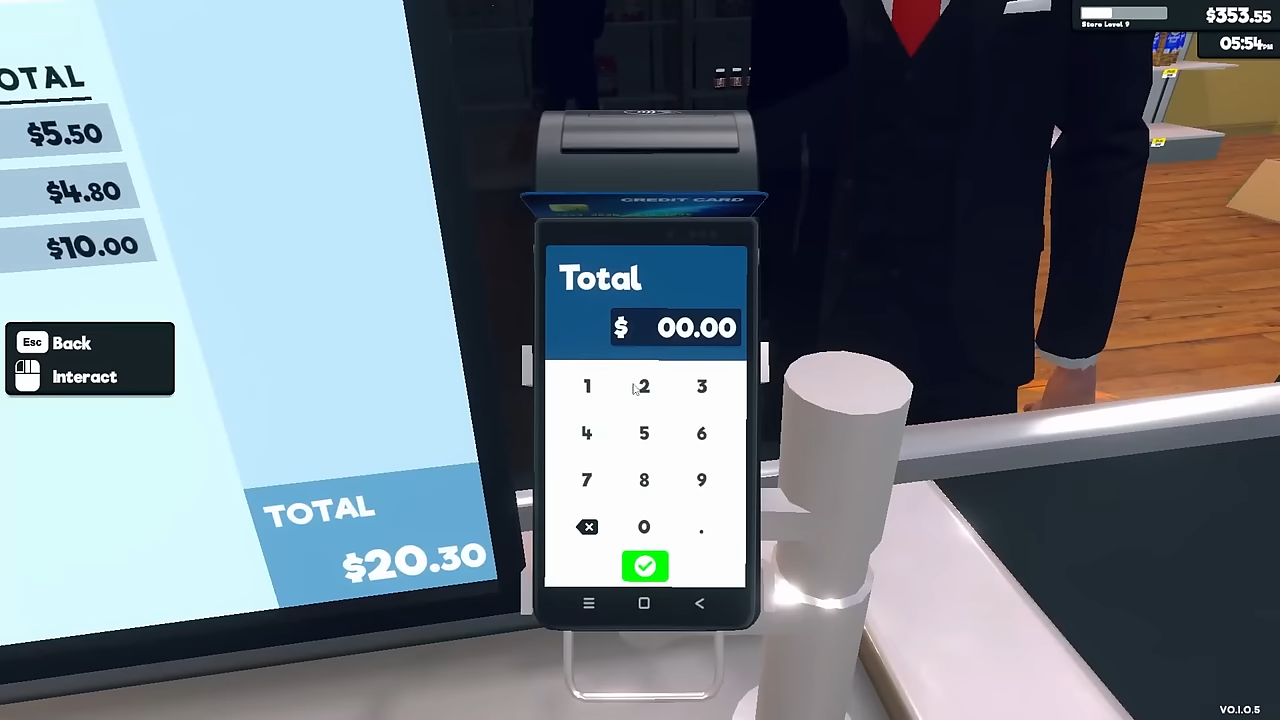 OTAL
$5.50
$4.80
$10.00
Esc Back
Interact
TOTAL
$20.30
CREDIT CARD
Total
$ 00.00
1 2 3
4 5 6
7 8 9
0 .
$353.55
Store Level 9
05:54PM
V0.1.0.5